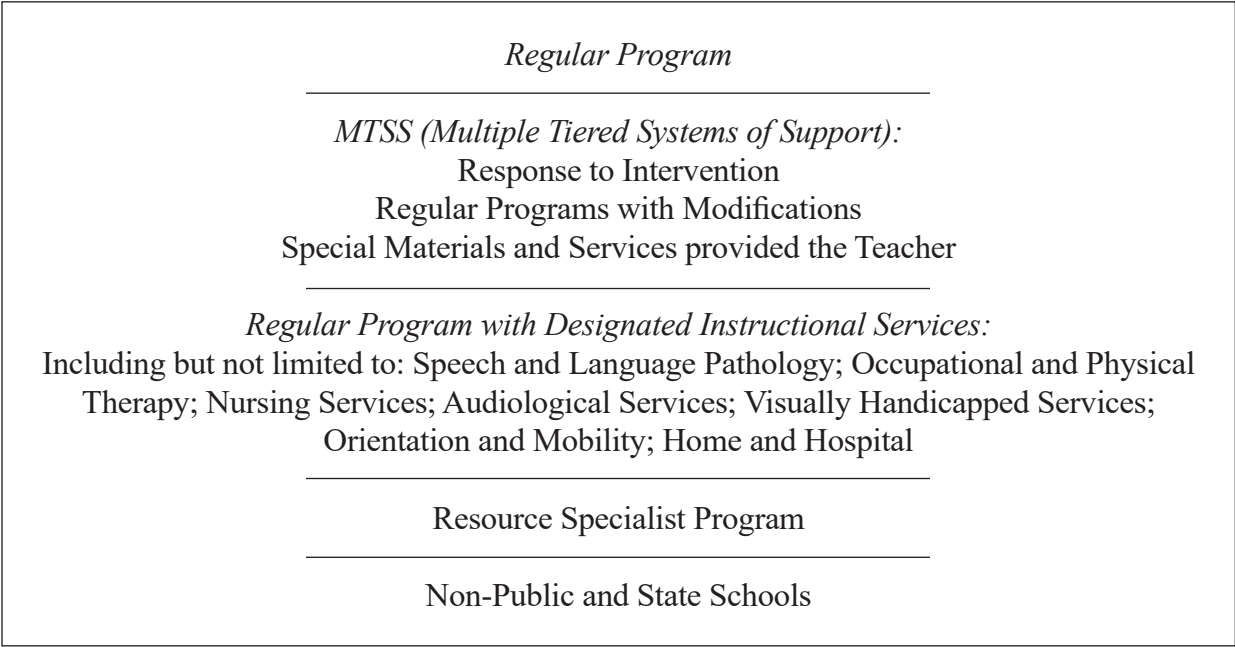 Regular Program
MTSS (Multiple Tiered Systems of Support):
Response to Intervention
Regular Programs with Modifications
Special Materials and Services provided the Teacher
Regular Program with Designated Instructional Services:
Including but not limited to: Speech and Language Pathology; Occupational and Physical
Therapy; Nursing Services; Audiological Services; Visually Handicapped Services;
Orientation and Mobility; Home and Hospital
Resource Specialist Program
Non-Public and State Schools